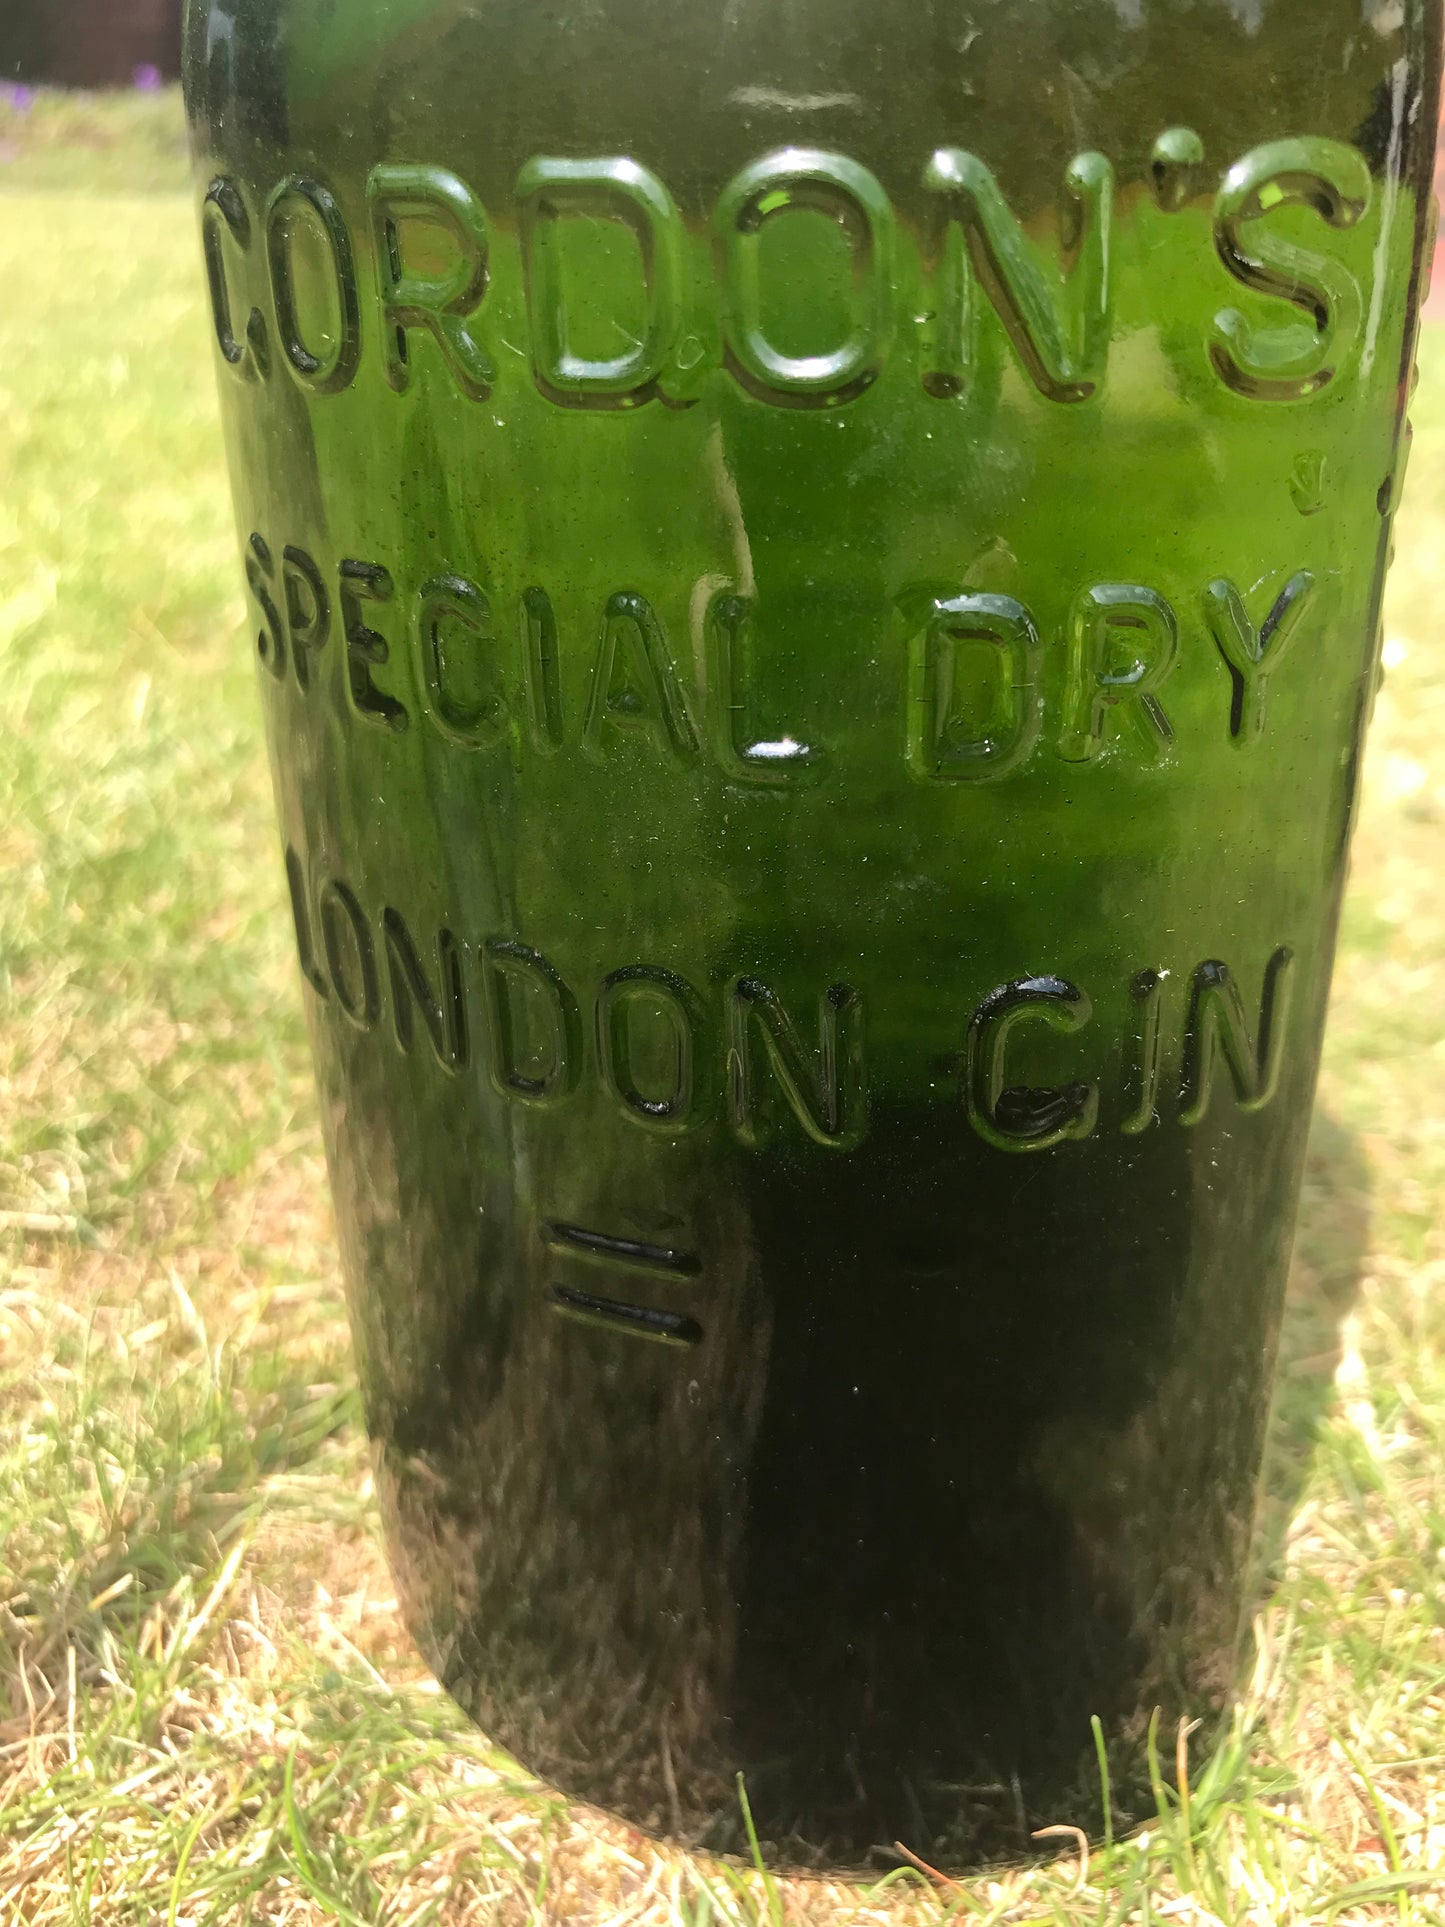 GORDON'S
SPECIAL DRY
LONDON GIN
=